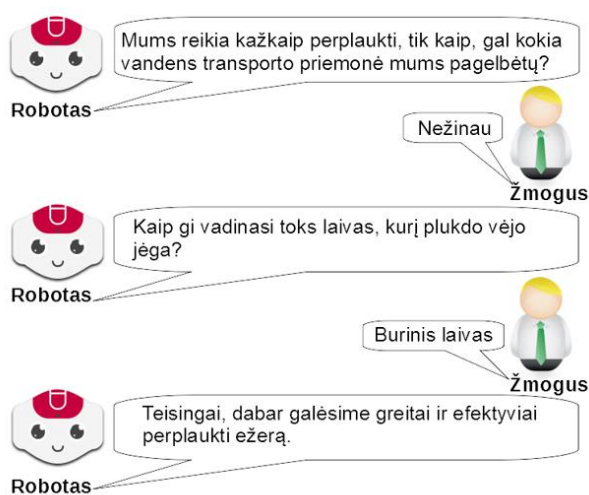 Mums reikia kažkaip perplaukti, tik kaip, gal kokia
vandens transporto priemonė mums pagelbėtų?
Robotas
Nežinau
Žmogus
Kaip gi vadinasi toks laivas, kurį plukdo vėjo
jėga?
Robotas
Burinis laivas
Žmogus
Teisingai, dabar galėsime greitai ir efektyviai
perplaukti ežerą.
Robotas